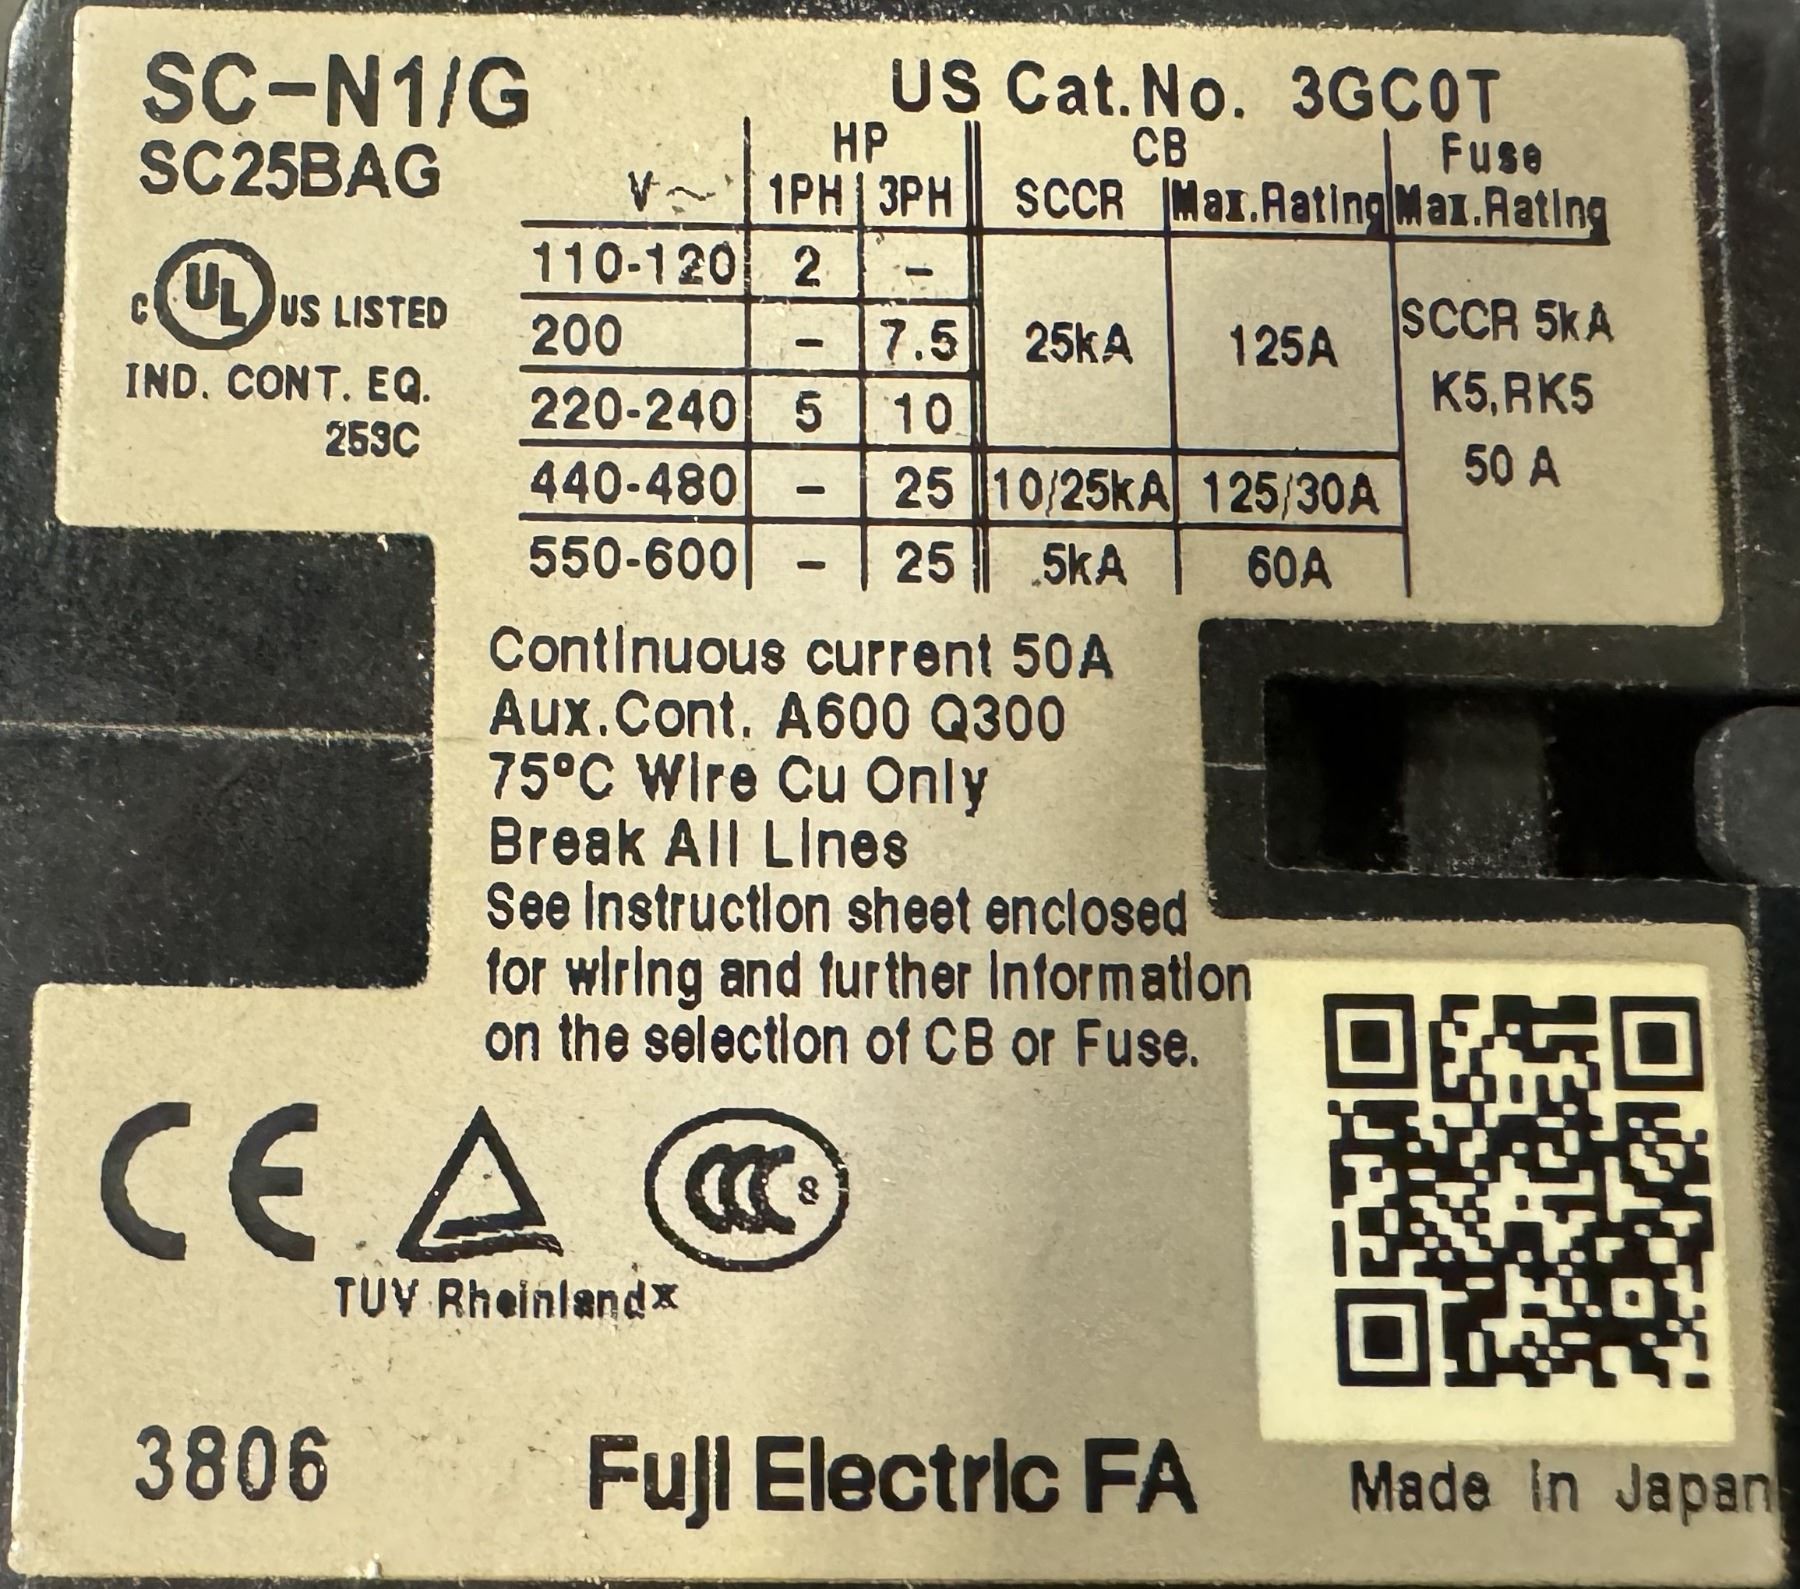 SC-N1/G
US Cat.No. 3GC0T
SC25BAG
HP CB Fuse
V~ 1PH 3PH SCCR Max.Rating Max.Rating
110-120 2 -
200 - 7.5 25kA 125A SCCR 5kA
220-240 5 10 K5,RK5
440-480 - 25 10/25kA 125/30A 50 A
550-600 - 25 5kA 60A
C UL US LISTED
IND. CONT. EQ.
253C
Continuous current 50A
Aux.Cont. A600 Q300
75°C Wire Cu Only
Break All Lines
See instruction sheet enclosed
for wiring and further information
on the selection of CB or Fuse.
CE
CCC S
TUV Rheinland
3806
Fuji Electric FA
Made in Japan